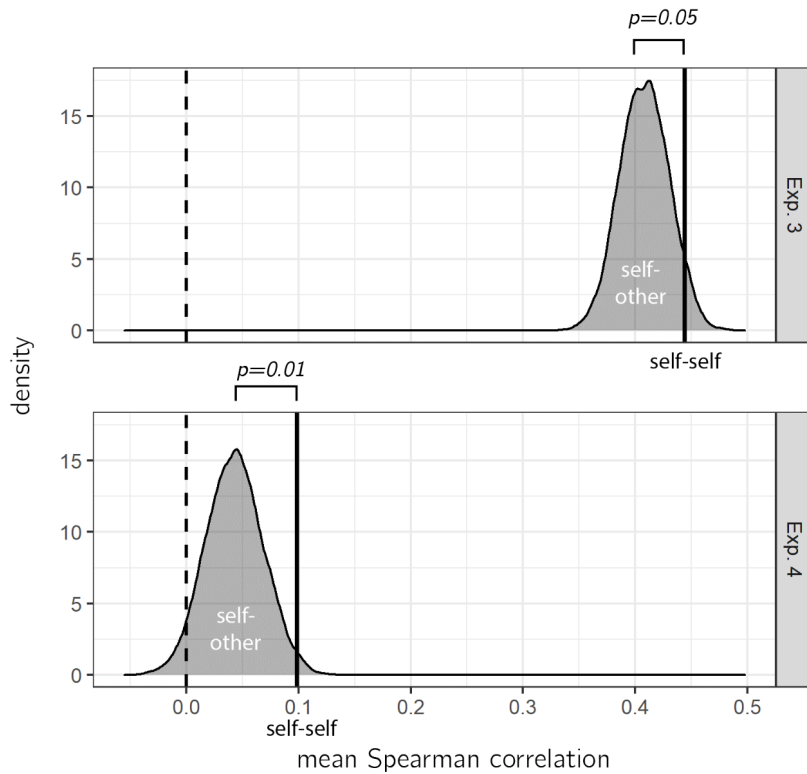 p=0.05
15
10
5
0
self-
other
Exp. 3
self-self
density
p=0.01
15
10
5
0
self-
other
Exp. 4
0.0 0.1 0.2 0.3 0.4 0.5
self-self
mean Spearman correlation